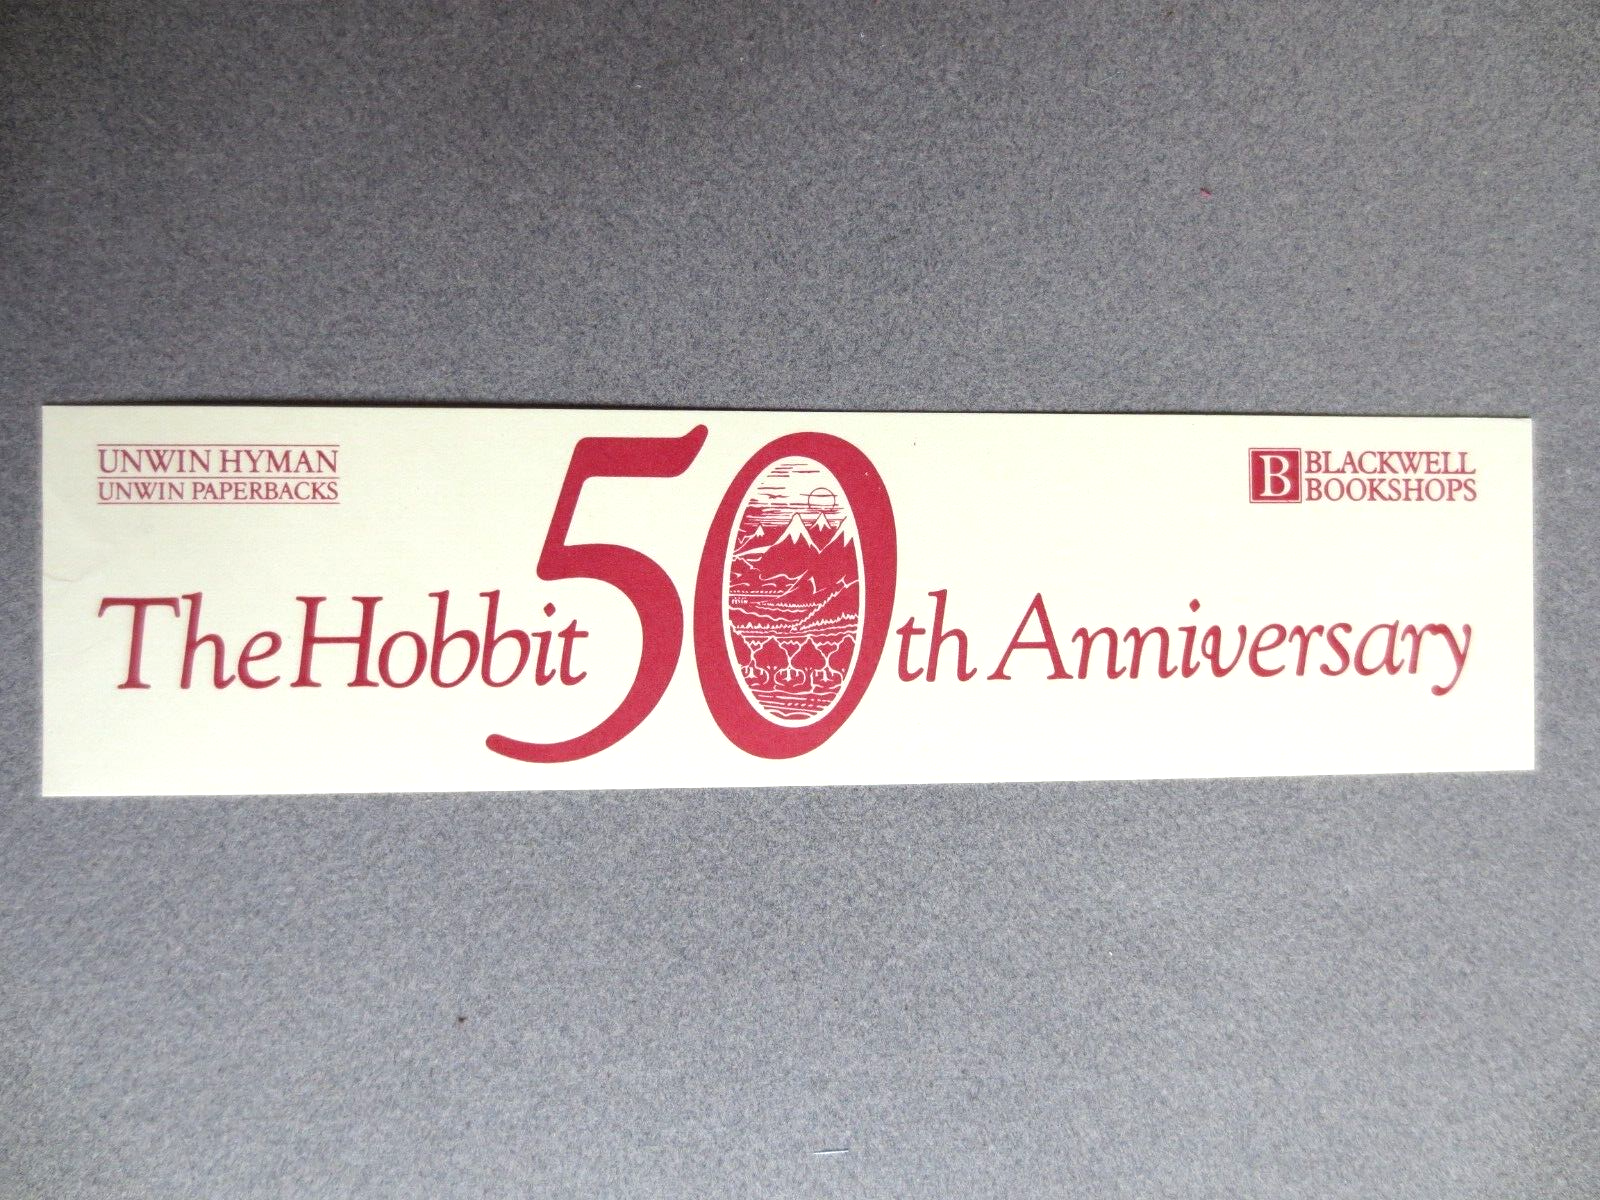 UNWIN HYMAN
UNWIN PAPERBACKS
B BLACKWELL
BOOKSHOPS
The Hobbit 50th Anniversary